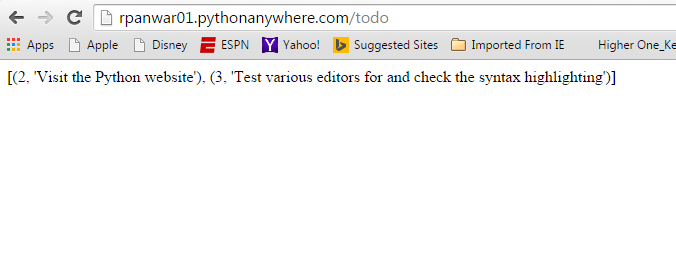 rpanwar01.pythonanywhere.com/todo
Apps Apple Disney ESPN Yahoo! Suggested Sites Imported From IE Higher One_Ke
[(2, 'Visit the Python website'), (3, 'Test various editors for and check the syntax highlighting')]